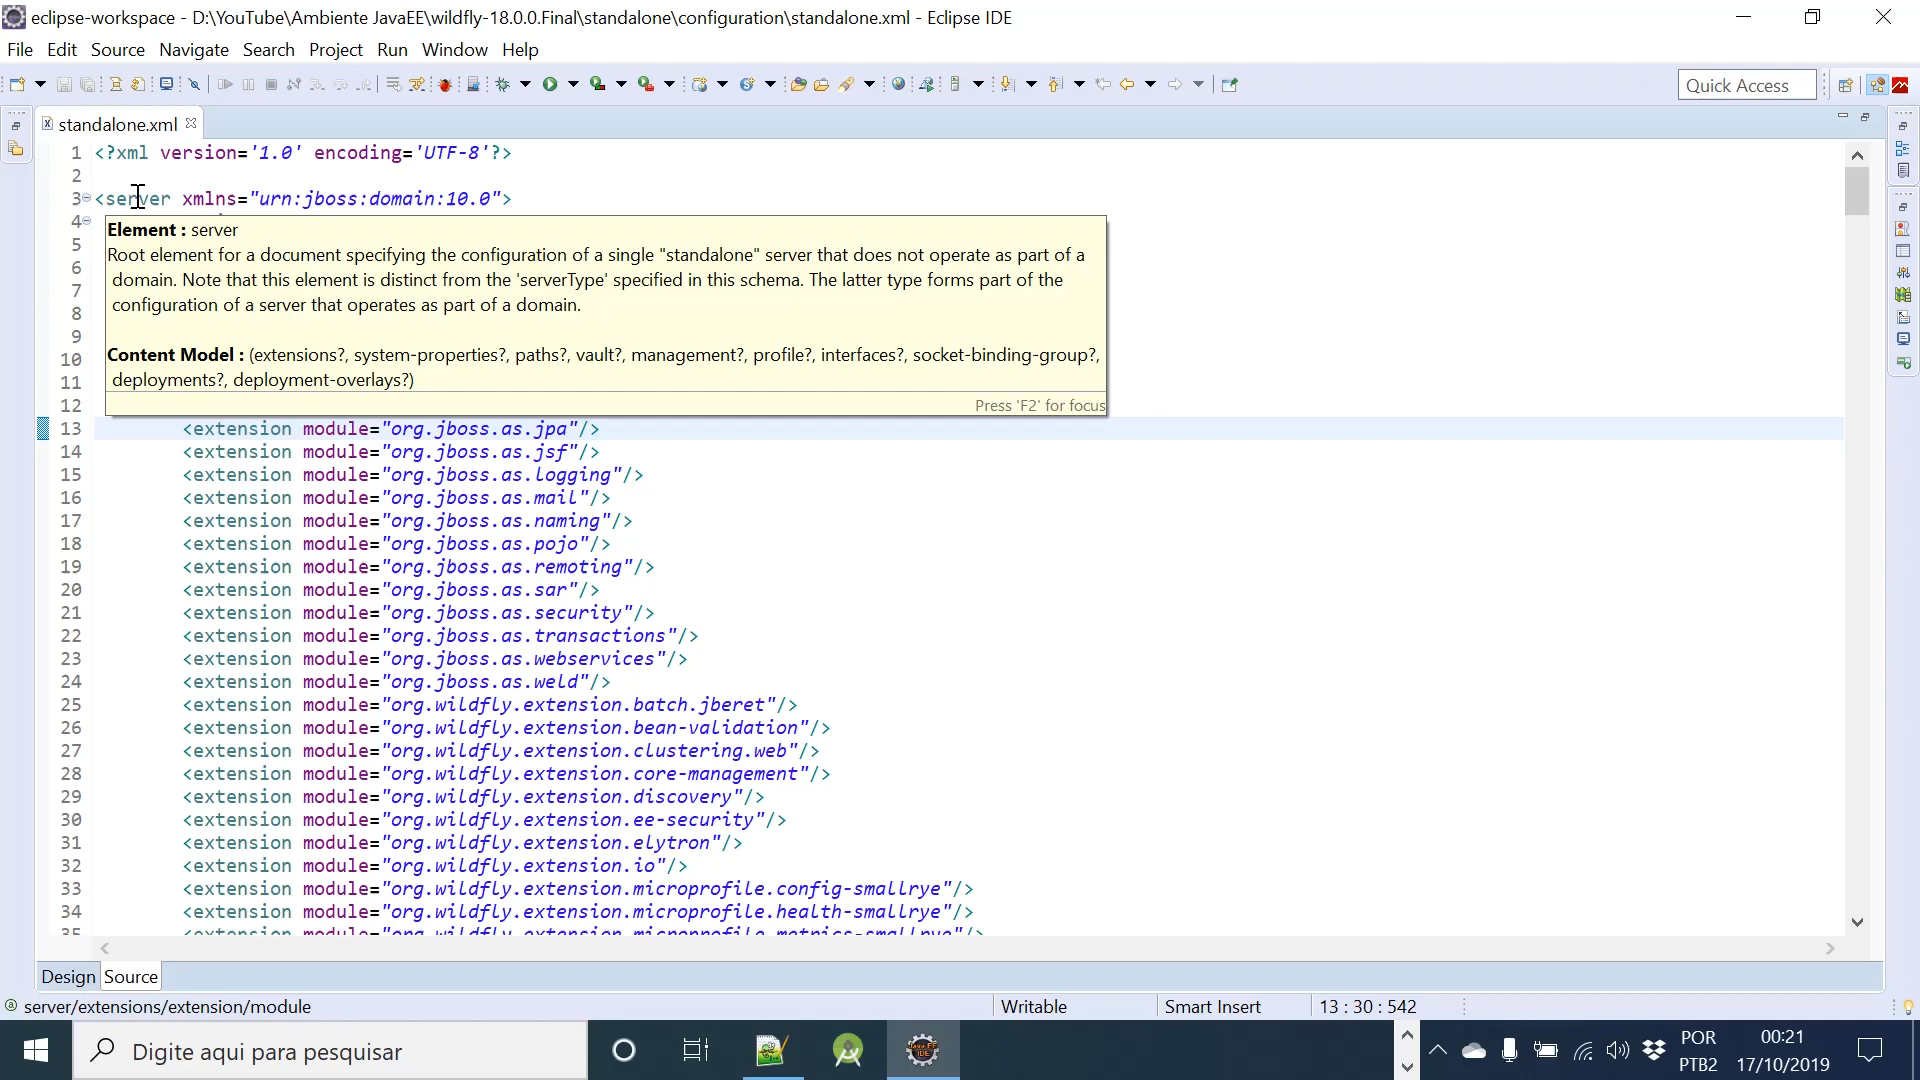 eclipse-workspace - D:\YouTube\Ambiente JavaEE\wildfly-18.0.0.Final\standalone\configuration\standalone.xml - Eclipse IDE
File Edit Source Navigate Search Project Run Window Help
Quick Access
standalone.xml
1 <?xml version='1.0' encoding='UTF-8'?>
2
3 <server xmlns="urn:jboss:domain:10.0">
4
5
6
7
8
9
10
11
12
Element : server
Root element for a document specifying the configuration of a single "standalone" server that does not operate as part of a
domain. Note that this element is distinct from the 'serverType' specified in this schema. The latter type forms part of the
configuration of a server that operates as part of a domain.
Content Model : (extensions?, system-properties?, paths?, vault?, management?, profile?, interfaces?, socket-binding-group?,
deployments?, deployment-overlays?)
Press 'F2' for focus
13 <extension module="org.jboss.as.jpa"/>
14 <extension module="org.jboss.as.jsf"/>
15 <extension module="org.jboss.as.logging"/>
16 <extension module="org.jboss.as.mail"/>
17 <extension module="org.jboss.as.naming"/>
18 <extension module="org.jboss.as.pojo"/>
19 <extension module="org.jboss.as.remoting"/>
20 <extension module="org.jboss.as.sar"/>
21 <extension module="org.jboss.as.security"/>
22 <extension module="org.jboss.as.transactions"/>
23 <extension module="org.jboss.as.webservices"/>
24 <extension module="org.jboss.as.weld"/>
25 <extension module="org.wildfly.extension.batch.jberet"/>
26 <extension module="org.wildfly.extension.bean-validation"/>
27 <extension module="org.wildfly.extension.clustering.web"/>
28 <extension module="org.wildfly.extension.core-management"/>
29 <extension module="org.wildfly.extension.discovery"/>
30 <extension module="org.wildfly.extension.ee-security"/>
31 <extension module="org.wildfly.extension.elytron"/>
32 <extension module="org.wildfly.extension.io"/>
33 <extension module="org.wildfly.extension.microprofile.config-smallrye"/>
34 <extension module="org.wildfly.extension.microprofile.health-smallrye"/>
35 <extension module="org.wildfly.extension.microprofile.metrics-smallrye"/>
Design Source
server/extensions/extension/module
Writable
Smart Insert
13 : 30 : 542
Digite aqui para pesquisar
POR
PTB2
00:21
17/10/2019